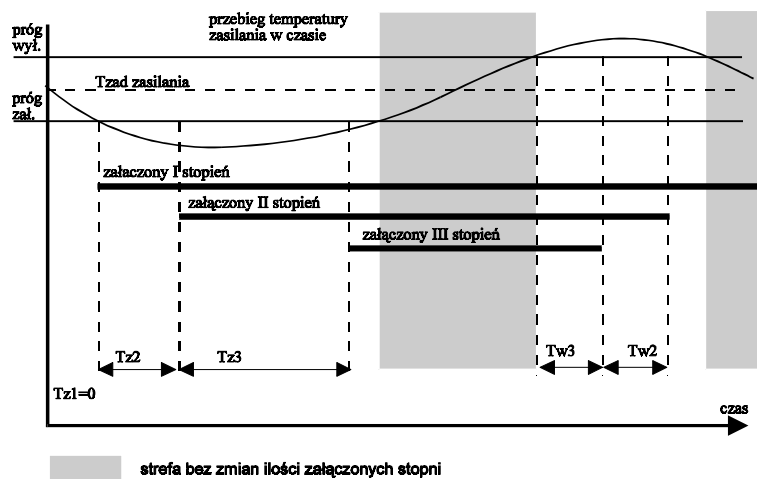 przebieg temperatury
zasilania w czasie
próg
wył.
Tzad zasilania
próg
zał.
załaczony I stopień
załączony II stopień
załączony III stopień
Tz2
Tz3
Tw3
Tw2
Tz1=0
czas
strefa bez zmian ilości załączonych stopni